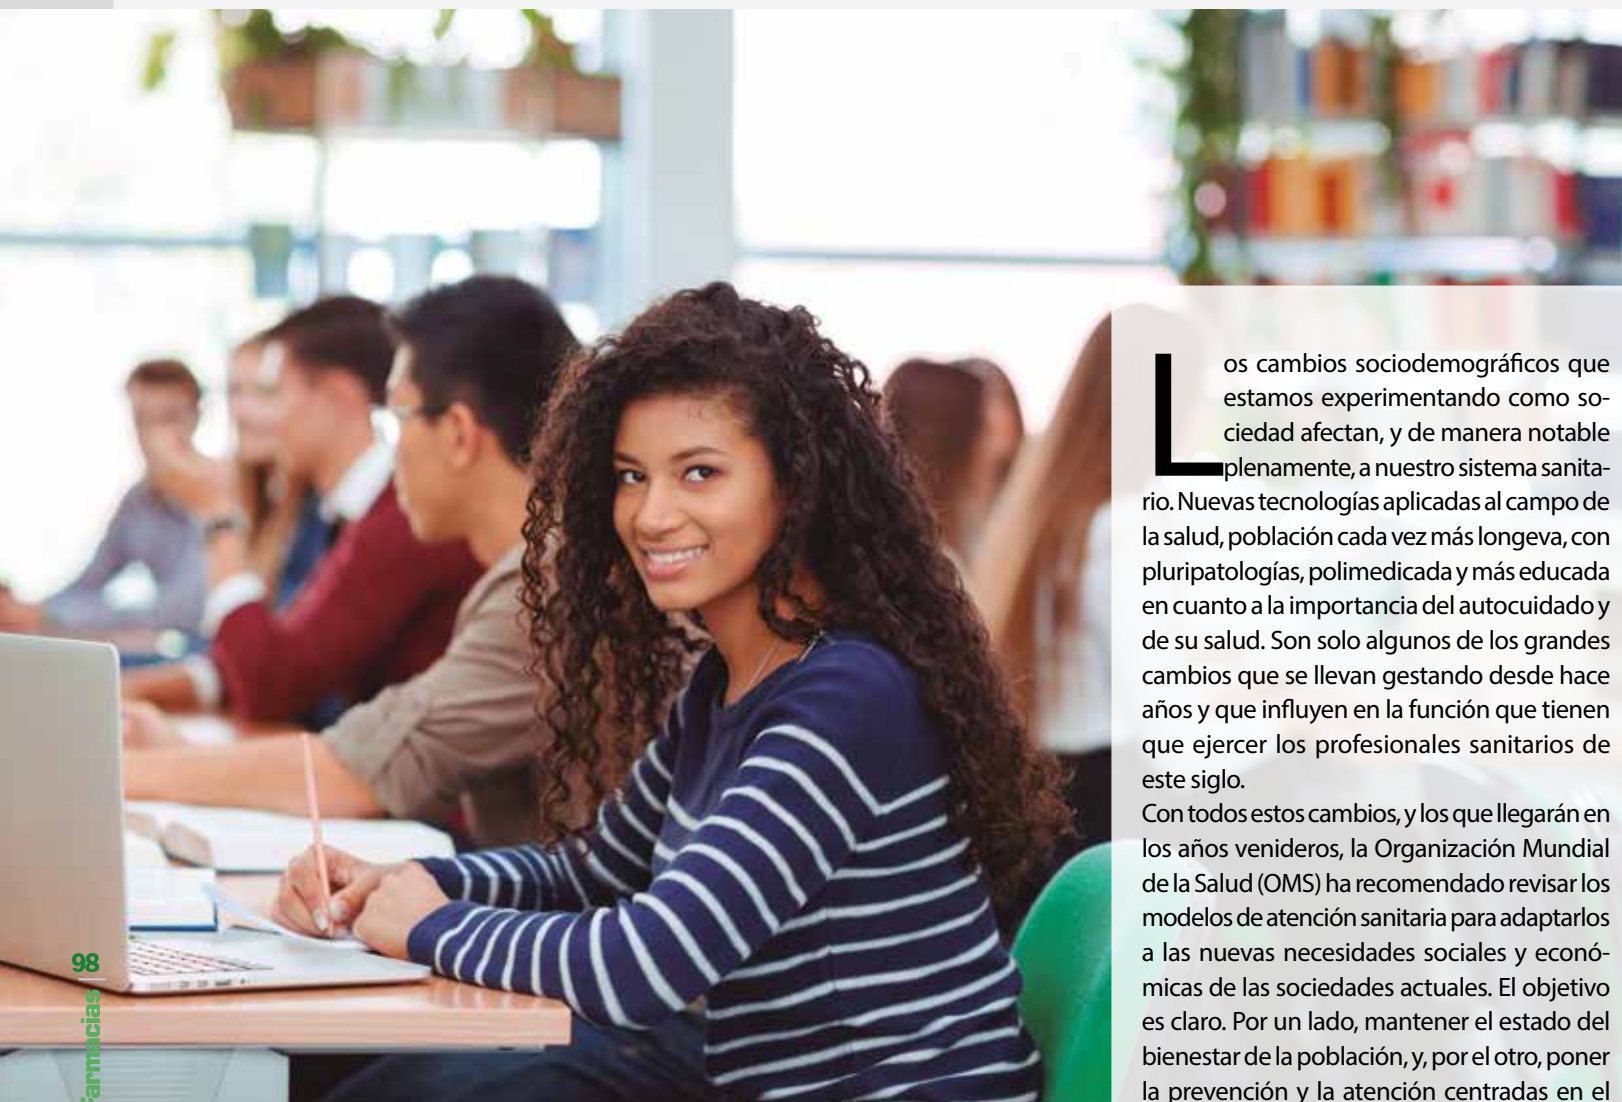 Los cambios sociodemográficos que
estamos experimentando como so-
ciedad afectan, y de manera notable
plenamente, a nuestro sistema sanita-
rio. Nuevas tecnologías aplicadas al campo de
la salud, población cada vez más longeva, con
pluripatologías, polimedicada y más educada
en cuanto a la importancia del autocuidado y
de su salud. Son solo algunos de los grandes
cambios que se llevan gestando desde hace
años y que influyen en la función que tienen
que ejercer los profesionales sanitarios de
este siglo.
Con todos estos cambios, y los que llegarán en
los años venideros, la Organización Mundial
de la Salud (OMS) ha recomendado revisar los
modelos de atención sanitaria para adaptarlos
a las nuevas necesidades sociales y econó-
micas de las sociedades actuales. El objetivo
es claro. Por un lado, mantener el estado del
bienestar de la población, y, por el otro, poner
la prevención y la atención centradas en el
98
farmacias